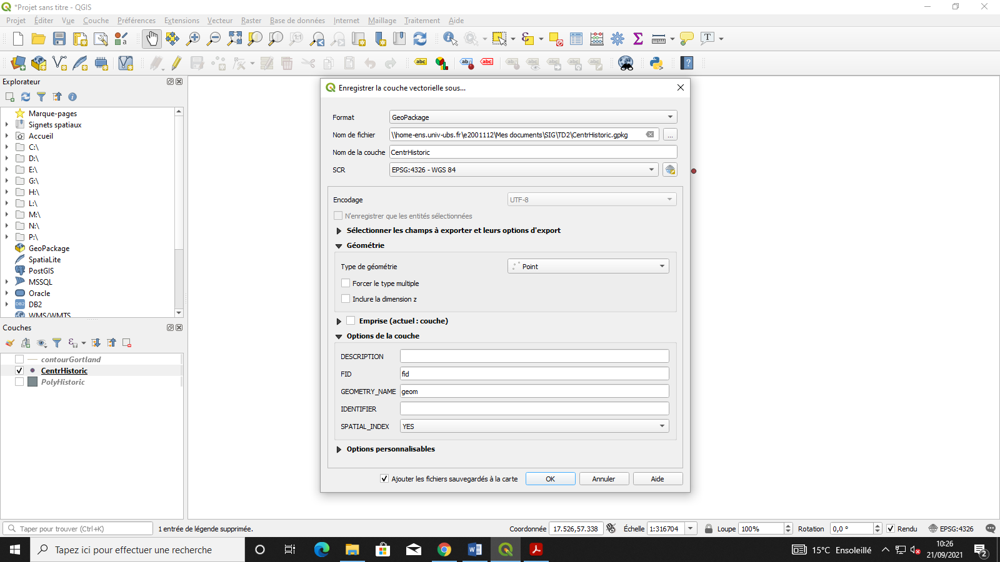 *Projet sans titre - QGIS
Projet Éditer Vue Couche Préférences Extensions Vecteur Raster Base de données Internet Maillage Traitement Aide
Explorateur
Marque-pages
Signets spatiaux
Accueil
C:\
D:\
E:\
G:\
H:\
L:\
M:\
N:\
P:\
GeoPackage
SpatiaLite
PostGIS
MSSQL
Oracle
DB2
WMS/WMTS
Couches
contourGortland
CentrHistoric
PolyHistoric
Enregistrer la couche vectorielle sous...
Format GeoPackage
Nom de fichier \\home-ens.univ-ubs.fr\e2001112\Mes documents\SIG\TD2\CentrHistoric.gpkg ...
Nom de la couche CentrHistoric
SCR EPSG:4326 - WGS 84
Encodage UTF-8
N'enregistrer que les entités sélectionnées
Sélectionner les champs à exporter et leurs options d'export
Géométrie
Type de géométrie Point
Forcer le type multiple
Inclure la dimension z
Emprise (actuel : couche)
Options de la couche
DESCRIPTION
FID fid
GEOMETRY_NAME geom
IDENTIFIER
SPATIAL_INDEX YES
Options personnalisables
Ajouter les fichiers sauvegardés à la carte OK Annuler Aide
Taper pour trouver (Ctrl+K) 1 entrée de légende supprimée. Coordonnée 17.526,57.338 Échelle 1:316704 Loupe 100% Rotation 0,0 ° Rendu EPSG:4326
Tapez ici pour effectuer une recherche 15°C Ensoleillé 10:26
21/09/2021 2